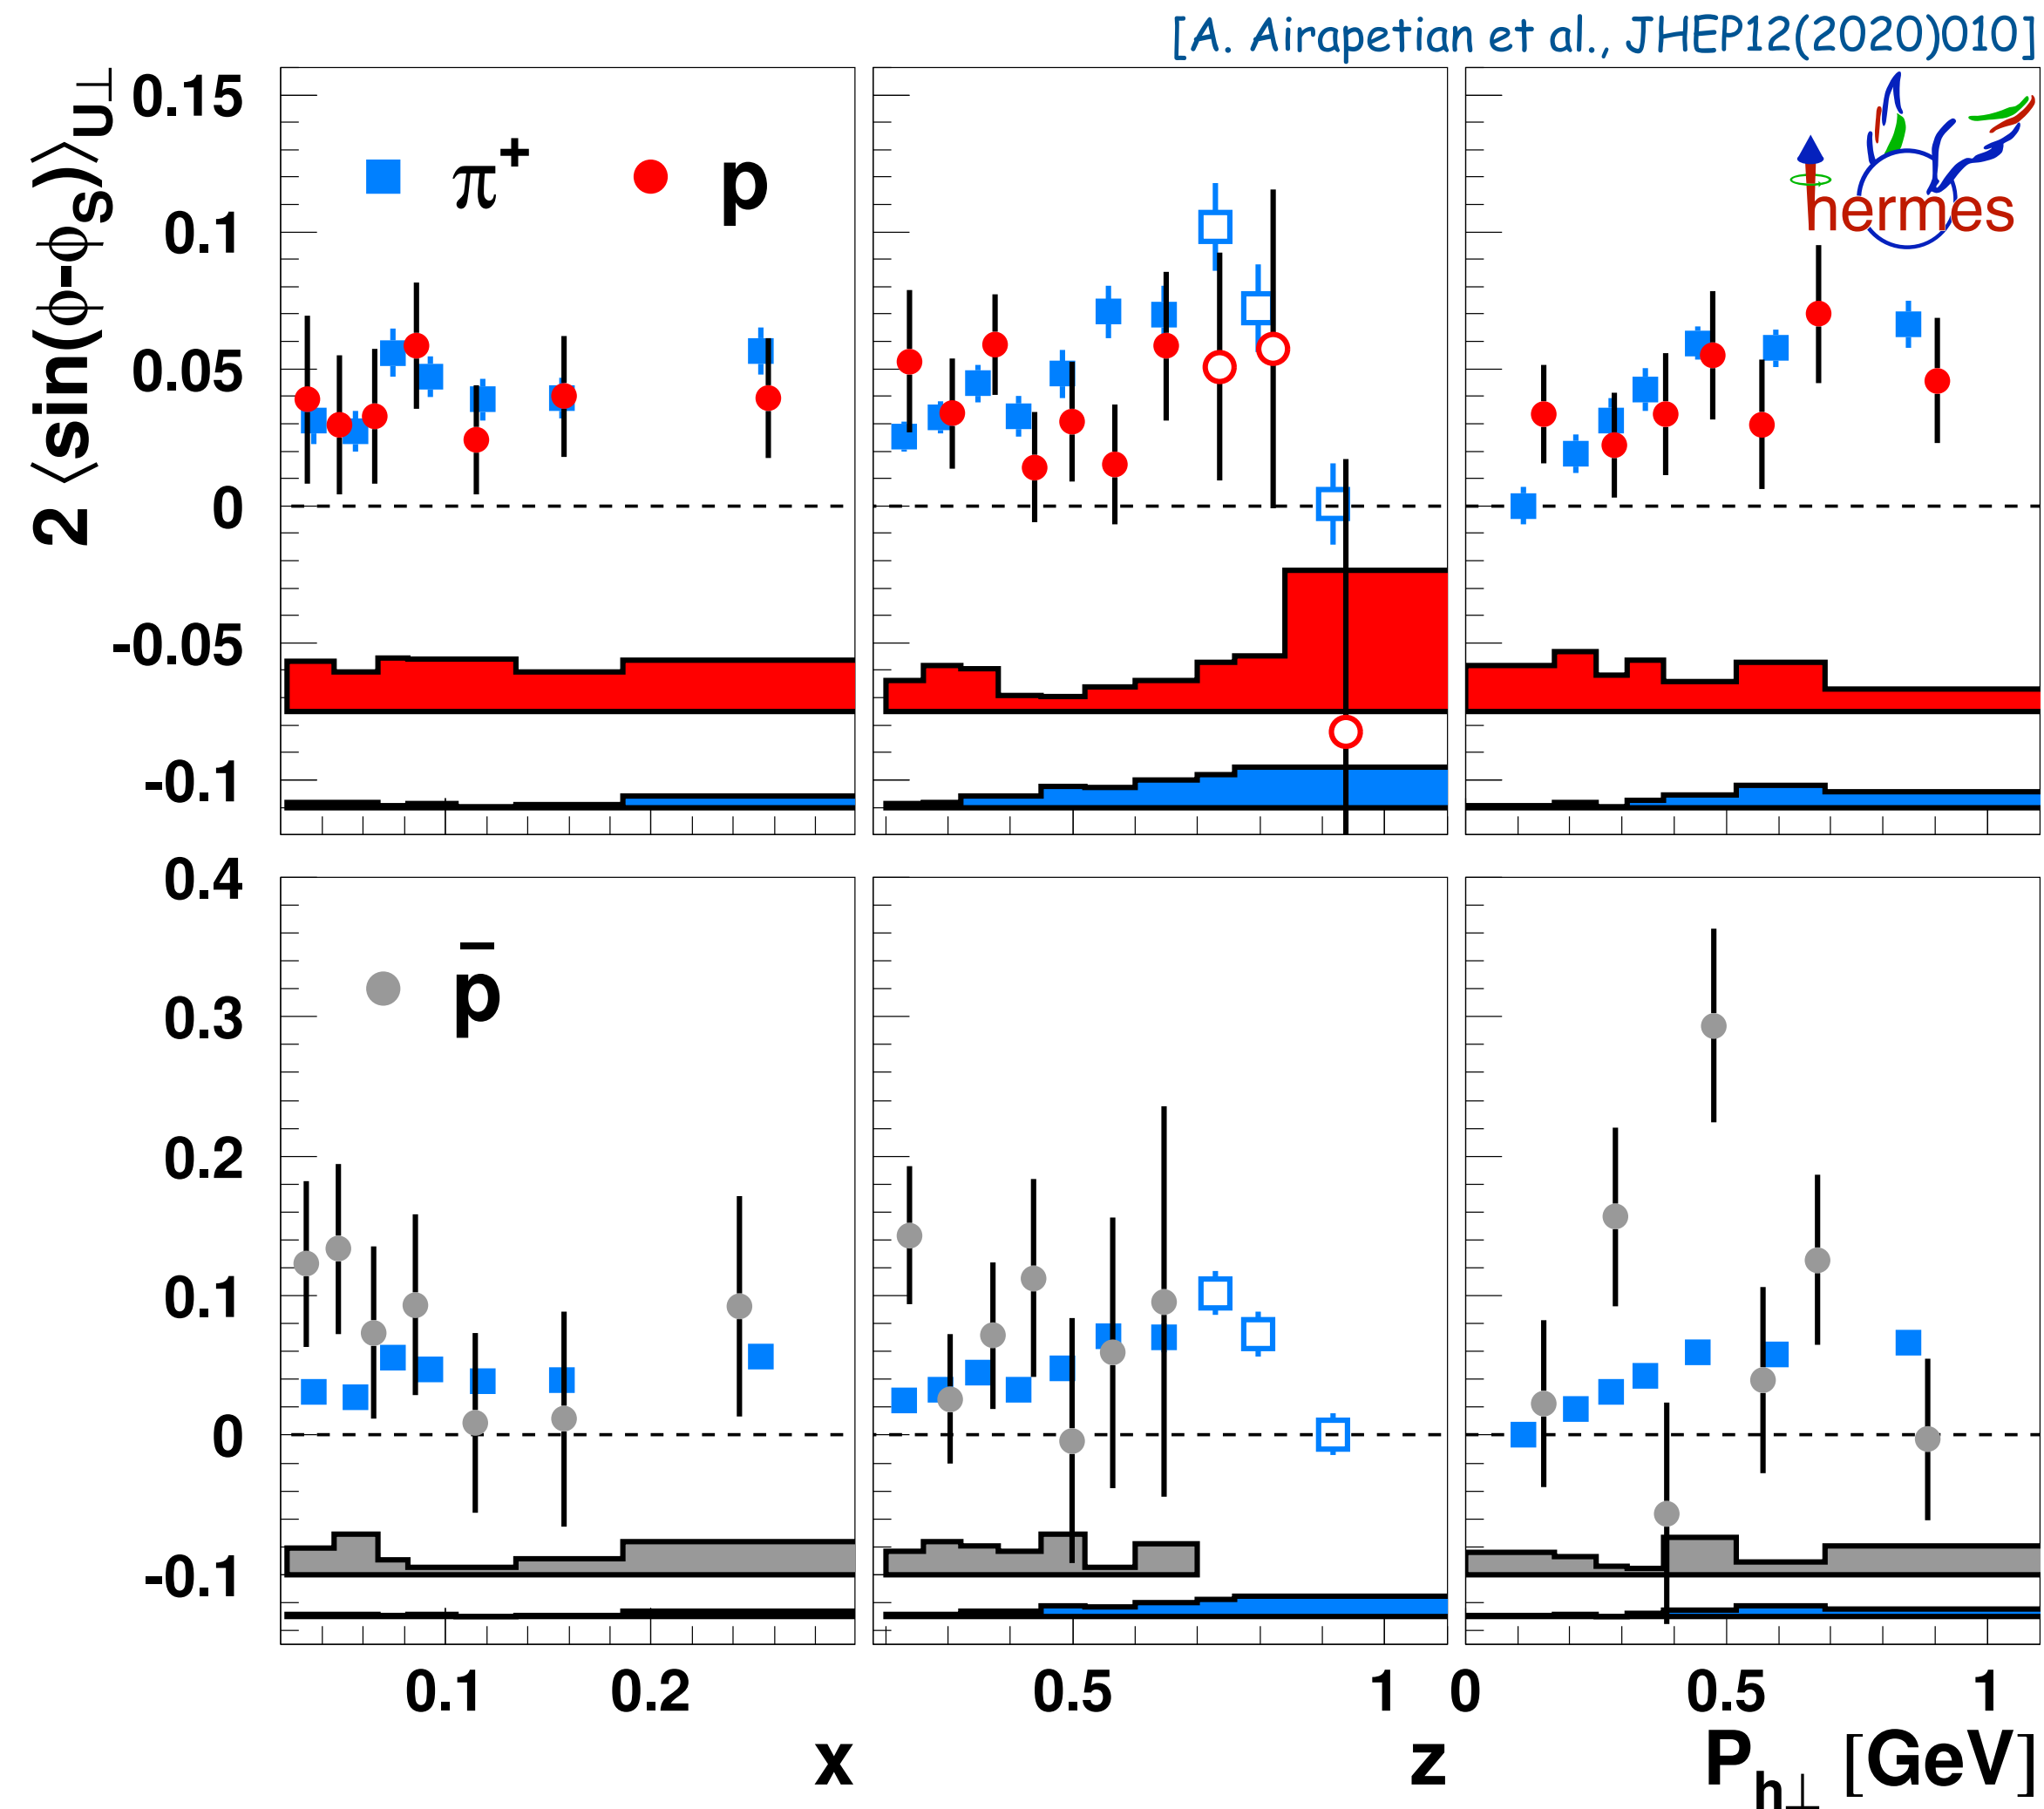 [A. Airapetian et al., JHEP12(2020)010]
2 ⟨sin(ϕ-ϕS)⟩U⊥
0.15
0.1
0.05
0
-0.05
-0.1
π+ p
hermes
0.4
0.3
0.2
0.1
0
-0.1
p̄
0.1 0.2 0.5 1 0 0.5 1
x z Ph⊥ [GeV]